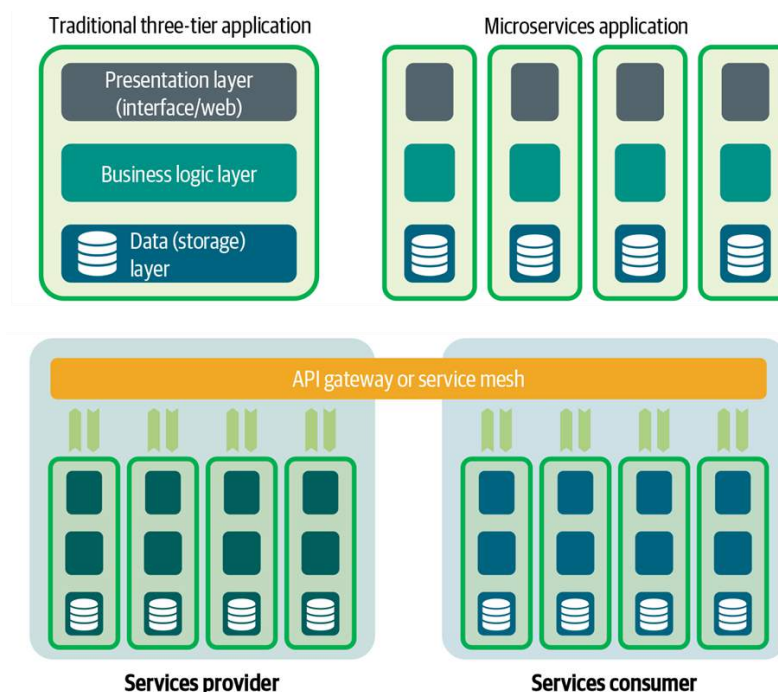 Traditional three-tier application
Microservices application
Presentation layer
(interface/web)
Business logic layer
Data (storage)
layer
API gateway or service mesh
Services provider
Services consumer